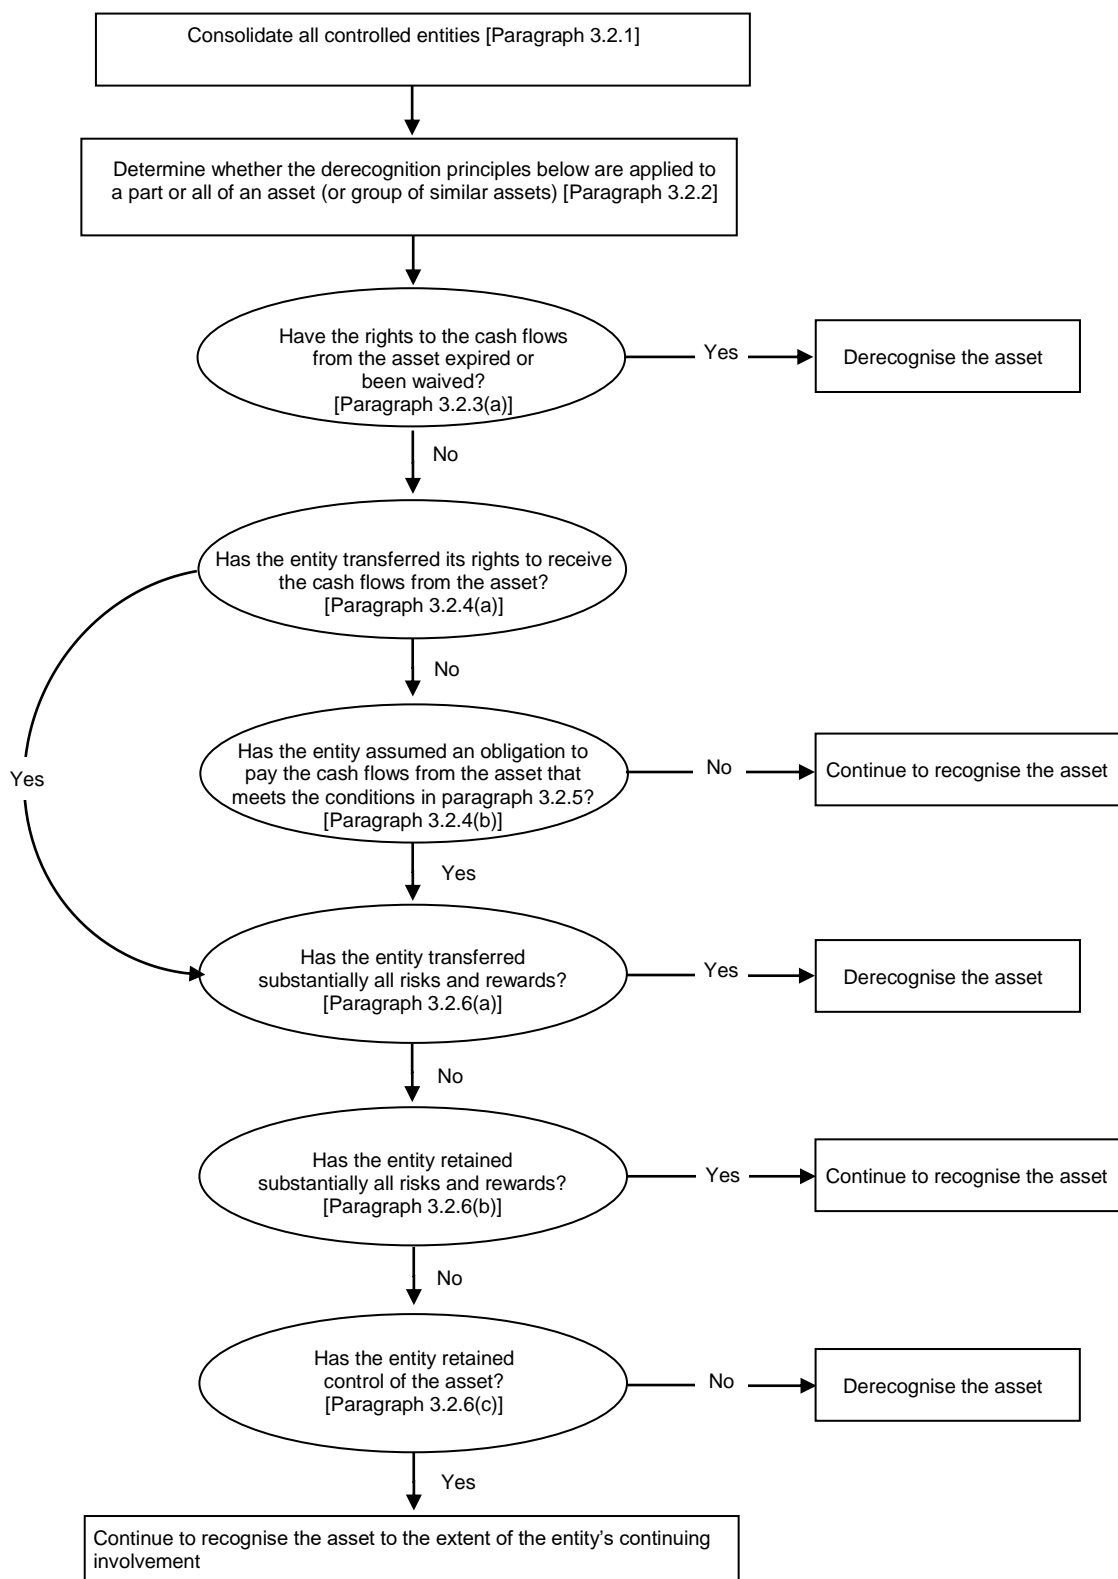 Consolidate all controlled entities [Paragraph 3.2.1]
Determine whether the derecognition principles below are applied to
a part or all of an asset (or group of similar assets) [Paragraph 3.2.2]
Have the rights to the cash flows
from the asset expired or
been waived?
[Paragraph 3.2.3(a)]
Yes
Derecognise the asset
No
Has the entity transferred its rights to receive
the cash flows from the asset?
[Paragraph 3.2.4(a)]
Yes
No
Has the entity assumed an obligation to
pay the cash flows from the asset that
meets the conditions in paragraph 3.2.5?
[Paragraph 3.2.4(b)]
No
Continue to recognise the asset
Yes
Has the entity transferred
substantially all risks and rewards?
[Paragraph 3.2.6(a)]
Yes
Derecognise the asset
No
Has the entity retained
substantially all risks and rewards?
[Paragraph 3.2.6(b)]
Yes
Continue to recognise the asset
No
Has the entity retained
control of the asset?
[Paragraph 3.2.6(c)]
No
Derecognise the asset
Yes
Continue to recognise the asset to the extent of the entity’s continuing
involvement